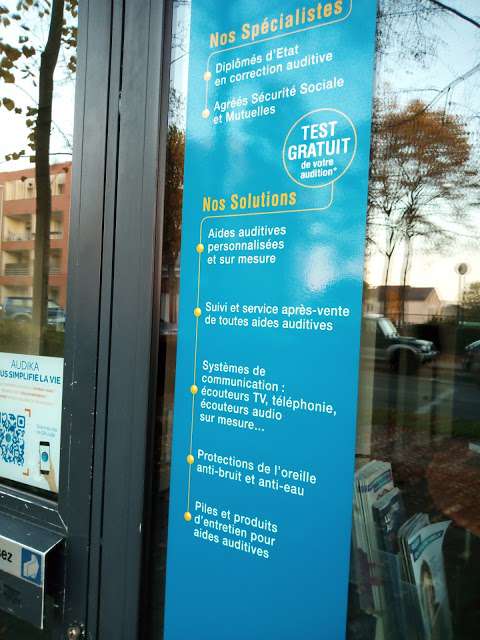 Nos Spécialistes
Diplômés d'Etat
en correction auditive
Agréés Sécurité Sociale
et Mutuelles
TEST
GRATUIT
de votre
audition*
Nos Solutions
Aides auditives
personnalisées
et sur mesure
Suivi et service après-vente
de toutes aides auditives
Systèmes de
communication :
écouteurs TV, téléphonie,
écouteurs audio
sur mesure...
Protections de l'oreille
anti-bruit et anti-eau
Piles et produits
d'entretien pour
aides auditives
AUDIKA
SIMPLIFIE LA VIE